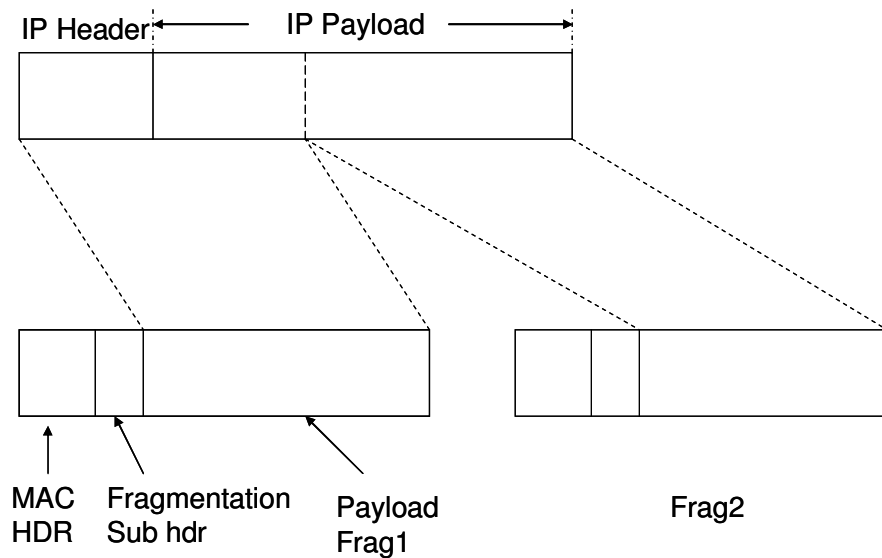 IP Header
IP Payload
MAC
HDR
Fragmentation
Sub hdr
Payload
Frag1
Frag2